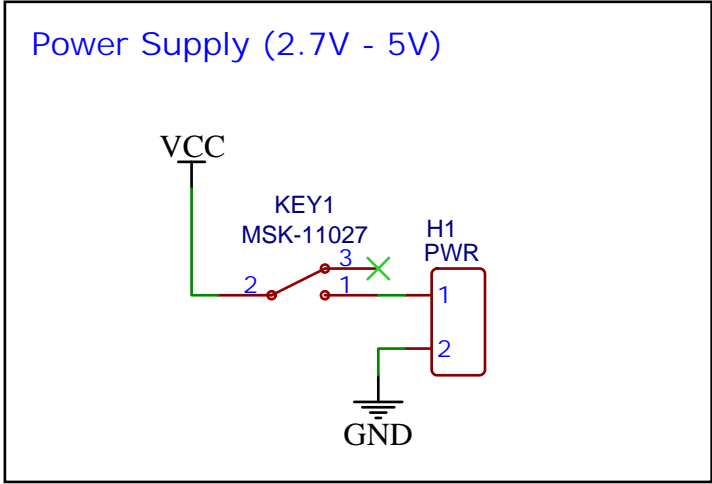 Power Supply (2.7V - 5V)
VCC
KEY1
MSK-11027
H1
PWR
3
2
1
1
2
GND